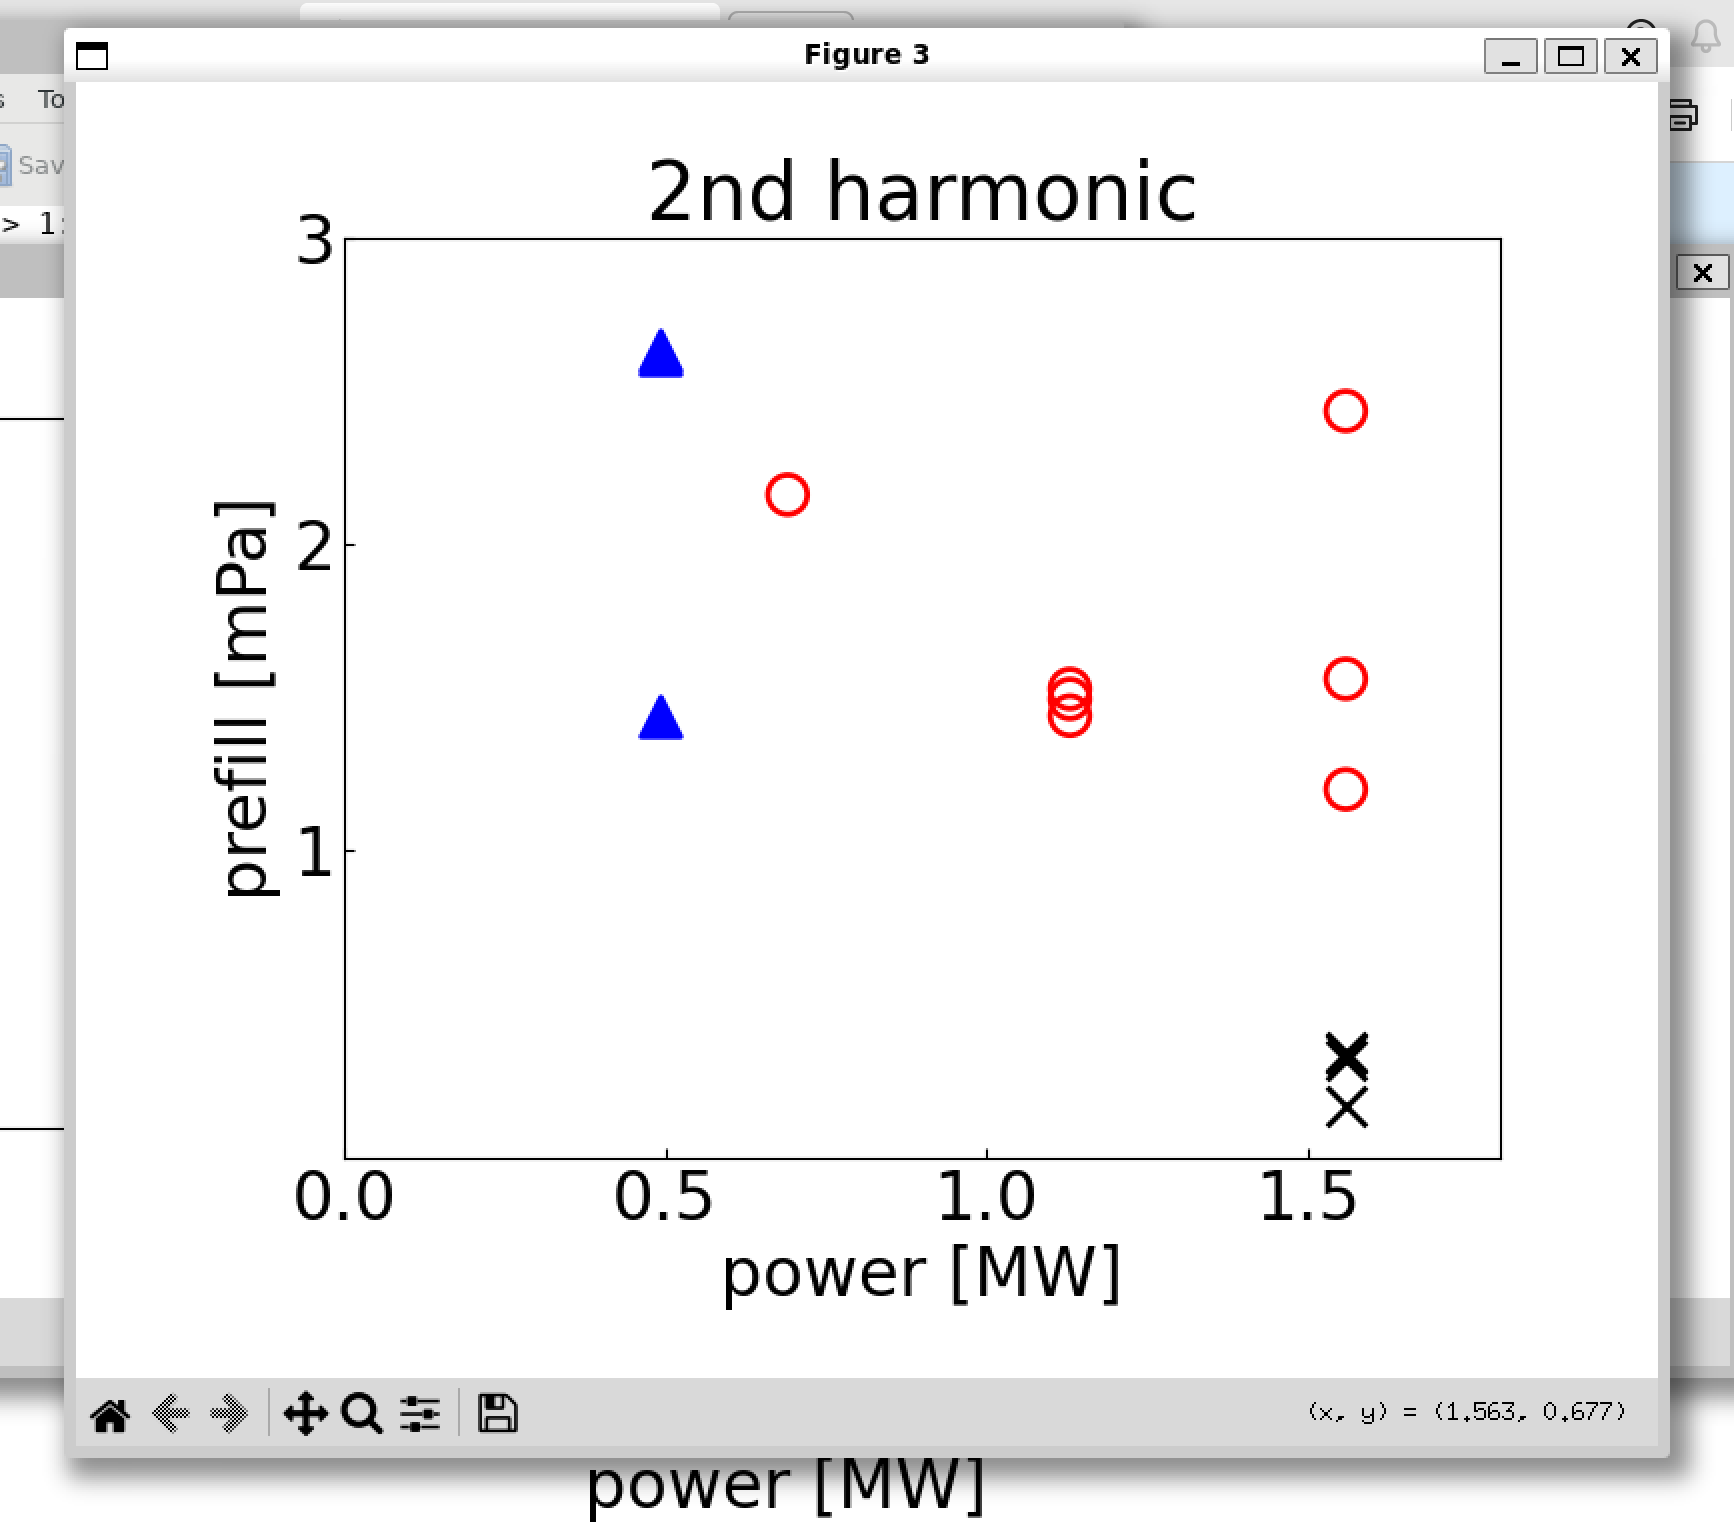 Figure 3
s To
Sav
> 1:
2nd harmonic
3
2
1
prefill [mPa]
0.0 0.5 1.0 1.5
power [MW]
(x, y) = (1.563, 0.677)
power [MW]